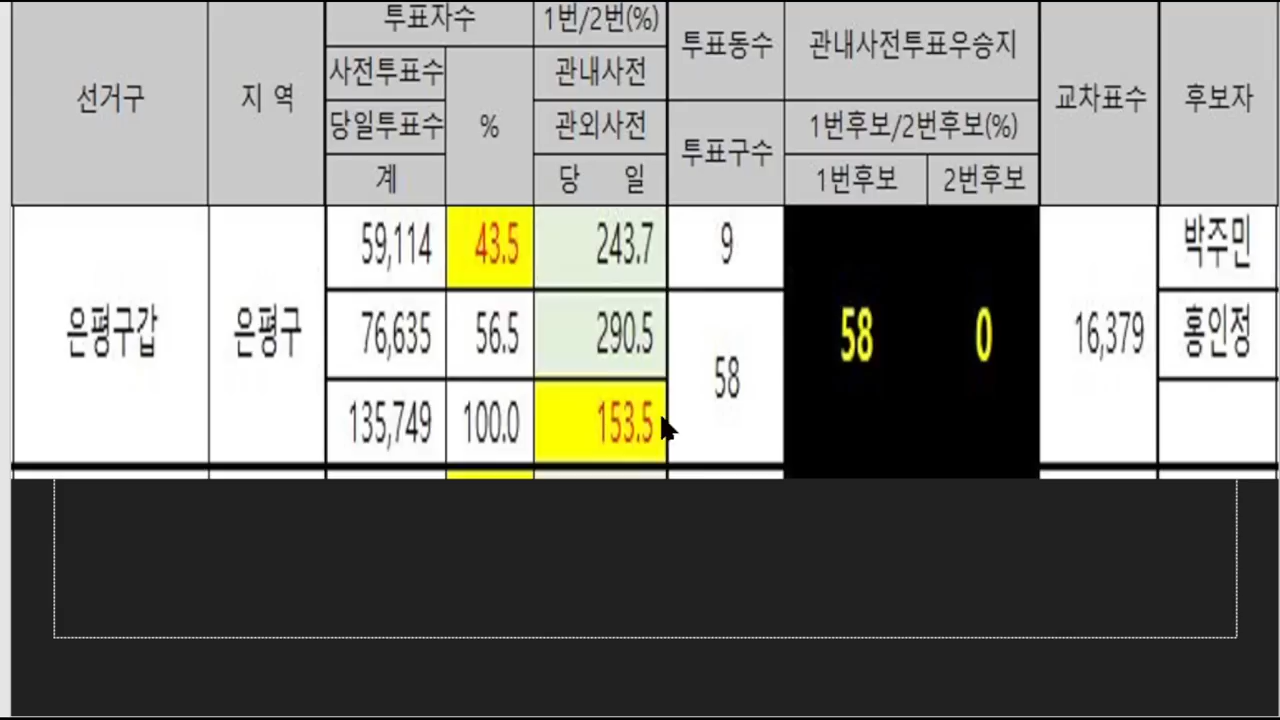 선거구
지 역
투표자수
사전투표수
당일투표수
계
%
1번/2번(%)
관내사전
관외사전
당 일
투표동수
투표구수
관내사전투표우승지
1번후보/2번후보(%)
1번후보
2번후보
교차표수
후보자
은평구갑
은평구
59,114
43.5
243.7
9
박주민
76,635
56.5
290.5
58
58
0
16,379
홍인정
135,749
100.0
153.5